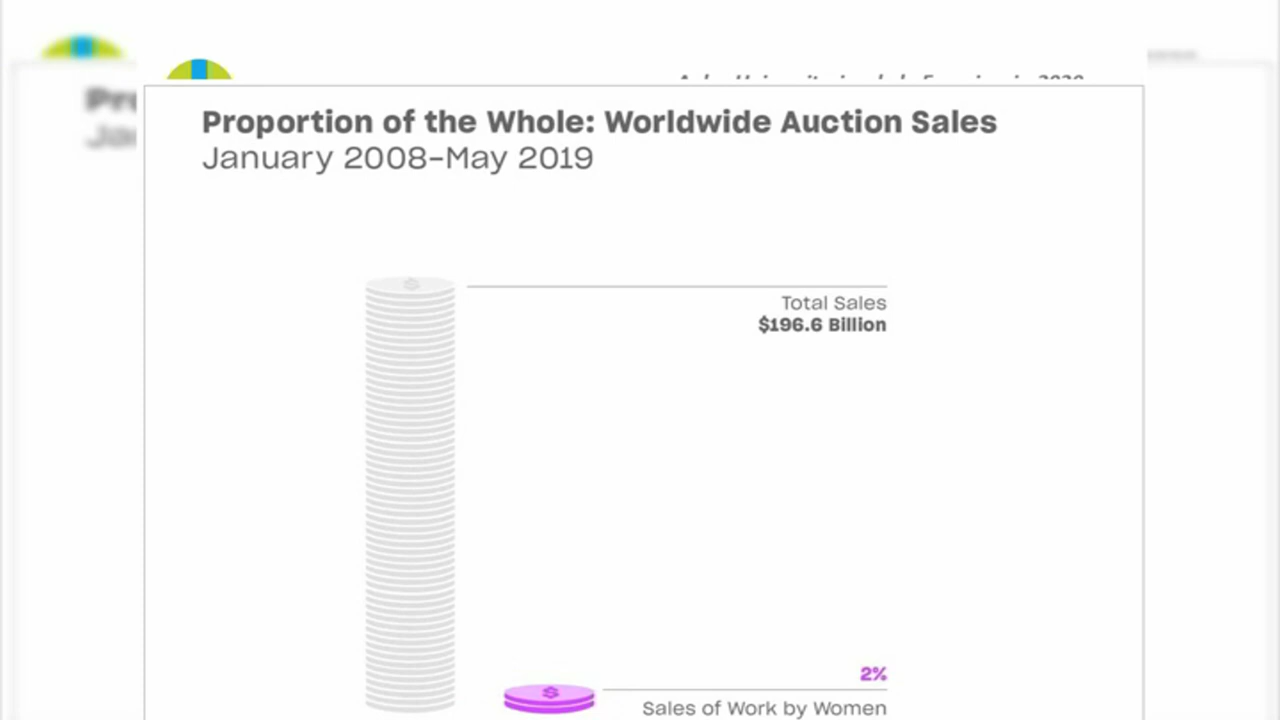 Proportion of the Whole: Worldwide Auction Sales
January 2008–May 2019
Total Sales
$196.6 Billion
2%
Sales of Work by Women